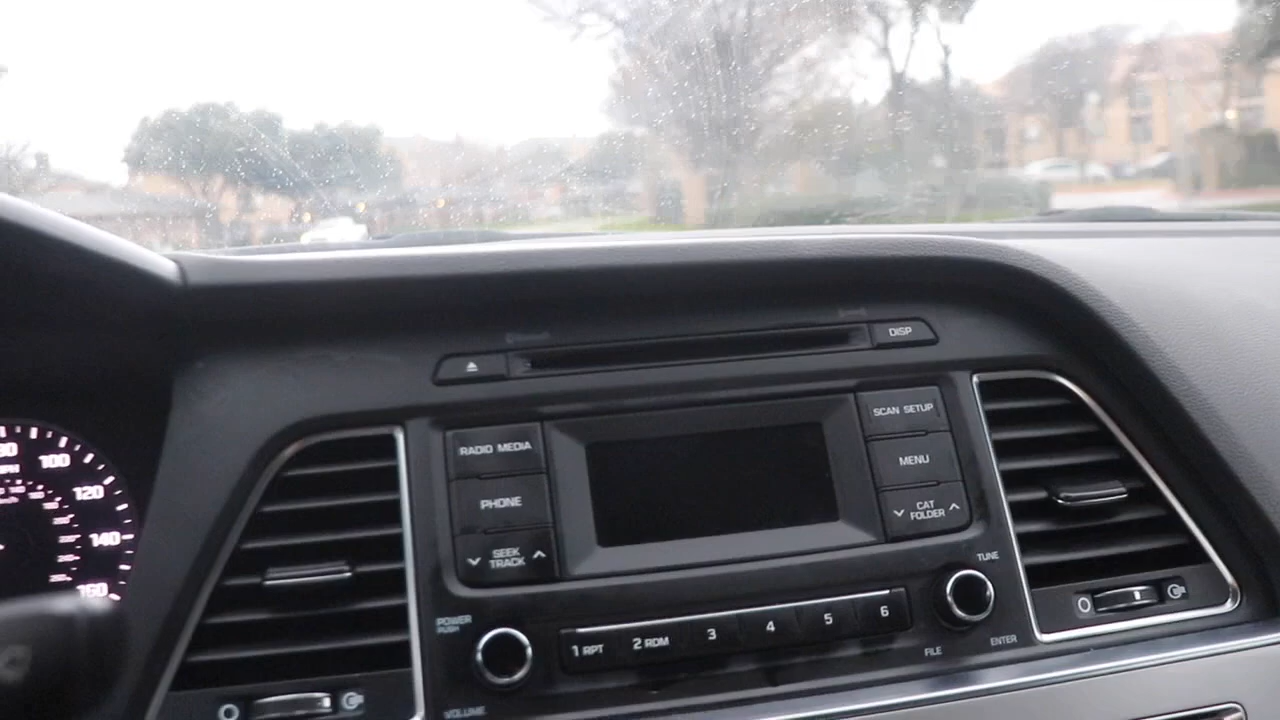 DISP
SCAN SETUP
RADIO MEDIA
MENU
PHONE
CAT
FOLDER
SEEK
TRACK
TUNE
POWER
PUSH
1 RPT
2 RDM
3
4
5
6
FILE
ENTER
VOLUME
100
120
140
160
MPH